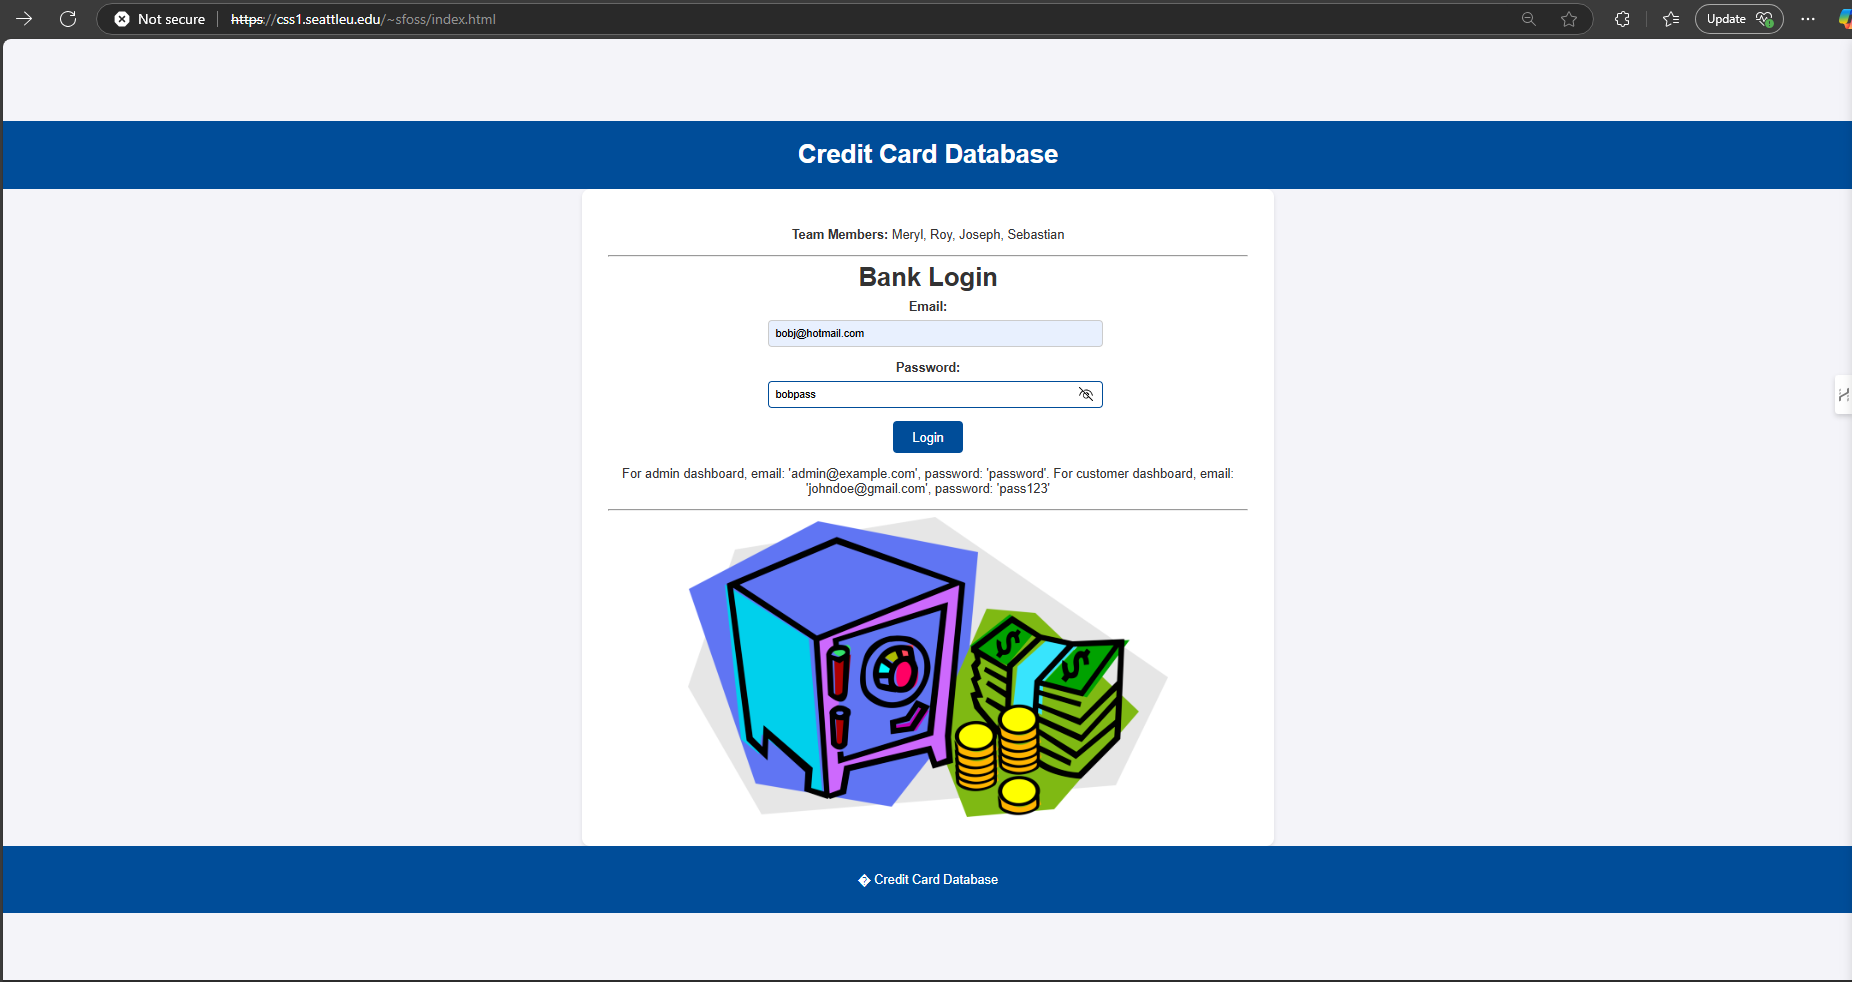 Not secure
https://css1.seattleu.edu/~sfoss/index.html
Update
Credit Card Database
Team Members: Meryl, Roy, Joseph, Sebastian
Bank Login
Email:
bobj@hotmail.com
Password:
bobpass
Login
For admin dashboard, email: 'admin@example.com', password: 'password'. For customer dashboard, email:
'johndoe@gmail.com', password: 'pass123'
$ $
� Credit Card Database